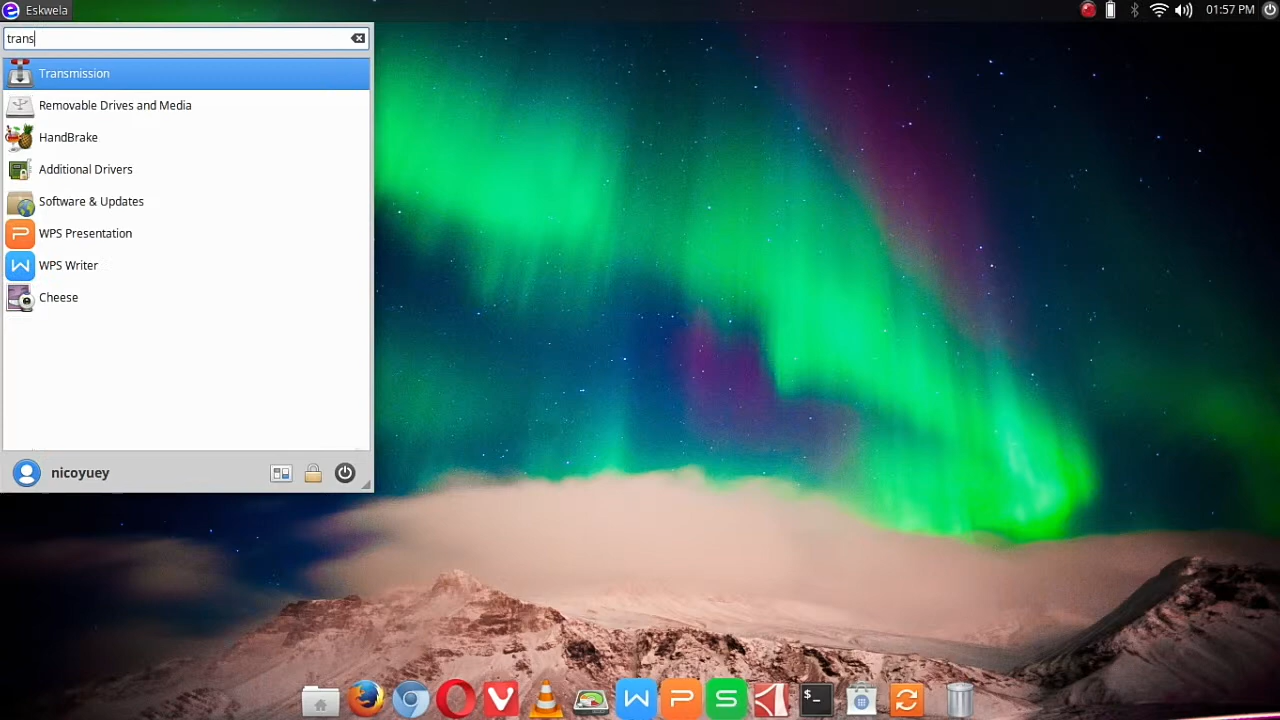 Eskwela
01:57 PM
trans
Transmission
Removable Drives and Media
HandBrake
Additional Drivers
Software & Updates
WPS Presentation
WPS Writer
Cheese
nicoyuey